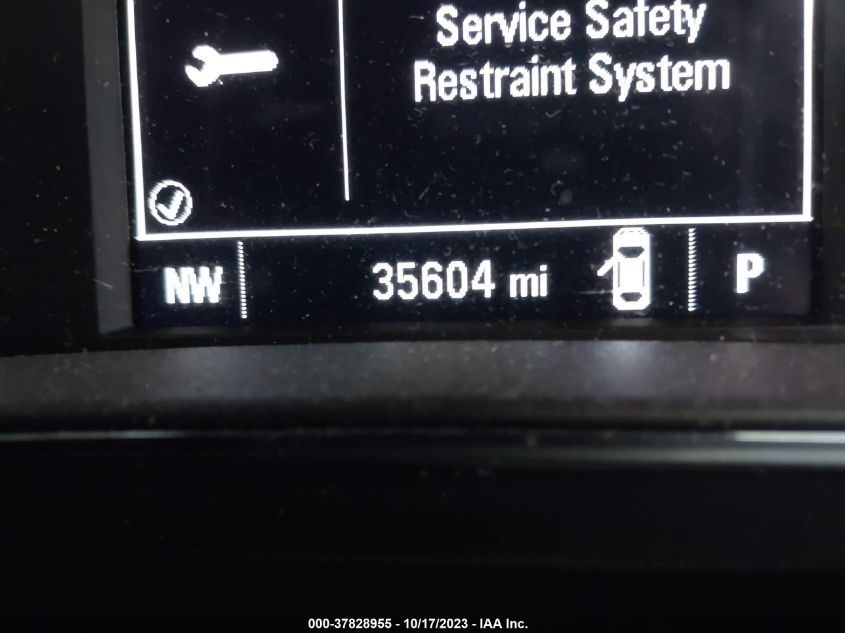 Service Safety
Restraint System
NW 35604 mi P
000-37828955 - 10/17/2023 - IAA Inc.